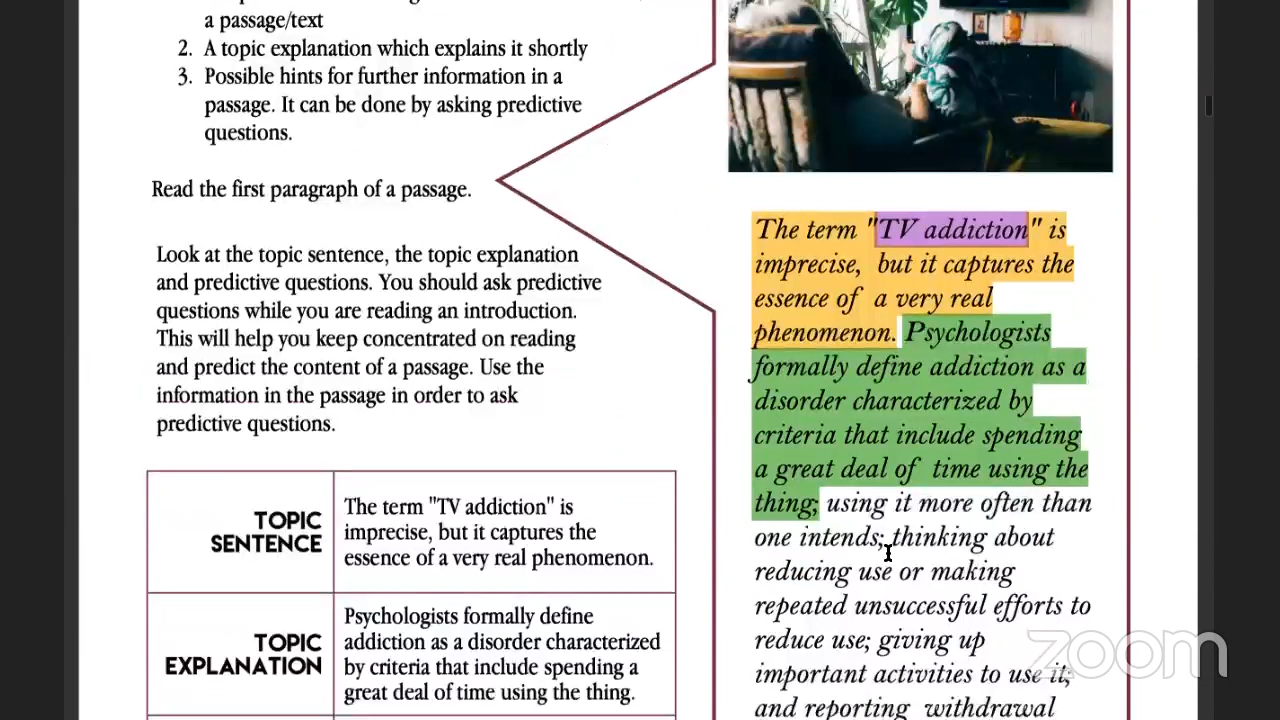 a passage/text
2. A topic explanation which explains it shortly
3. Possible hints for further information in a
passage. It can be done by asking predictive
questions.
Read the first paragraph of a passage.
Look at the topic sentence, the topic explanation
and predictive questions. You should ask predictive
questions while you are reading an introduction.
This will help you keep concentrated on reading
and predict the content of a passage. Use the
information in the passage in order to ask
predictive questions.
TOPIC
SENTENCE
The term "TV addiction" is
imprecise, but it captures the
essence of a very real phenomenon.
TOPIC
EXPLANATION
Psychologists formally define
addiction as a disorder characterized
by criteria that include spending a
great deal of time using the thing.
The term "TV addiction" is
imprecise, but it captures the
essence of a very real
phenomenon. Psychologists
formally define addiction as a
disorder characterized by
criteria that include spending
a great deal of time using the
thing; using it more often than
one intends; thinking about
reducing use or making
repeated unsuccessful efforts to
reduce use; giving up
important activities to use it;
and reporting withdrawal
zoom